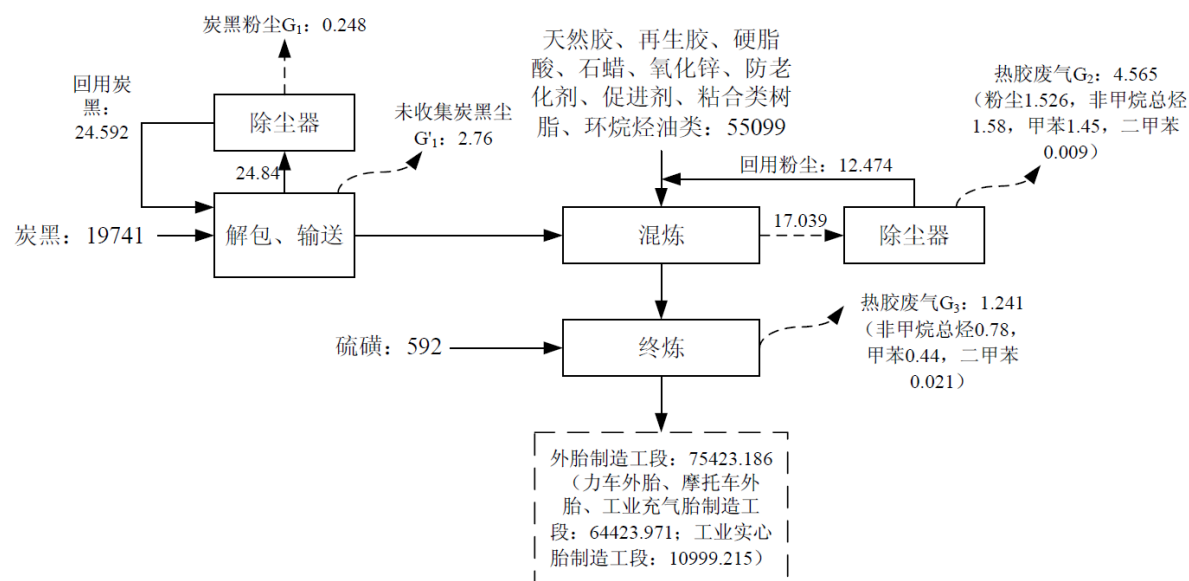 炭黑粉尘G₁：0.248
天然胶、再生胶、硬脂
酸、石蜡、氧化锌、防老
化剂、促进剂、粘合类树
脂、环烷烃油类：55099
热胶废气G₂：4.565
（粉尘1.526，非甲烷总烃
1.58，甲苯1.45，二甲苯
0.009）
回用炭
黑：
24.592
除尘器
未收集炭黑尘
G'₁：2.76
24.84
回用粉尘：12.474
炭黑：19741
解包、输送
混炼
17.039
除尘器
热胶废气G₃：1.241
（非甲烷总烃0.78，
甲苯0.44，二甲苯
0.021）
硫磺：592
终炼
外胎制造工段：75423.186
（力车外胎、摩托车外
胎、工业充气胎制造工
段：64423.971；工业实心
胎制造工段：10999.215）